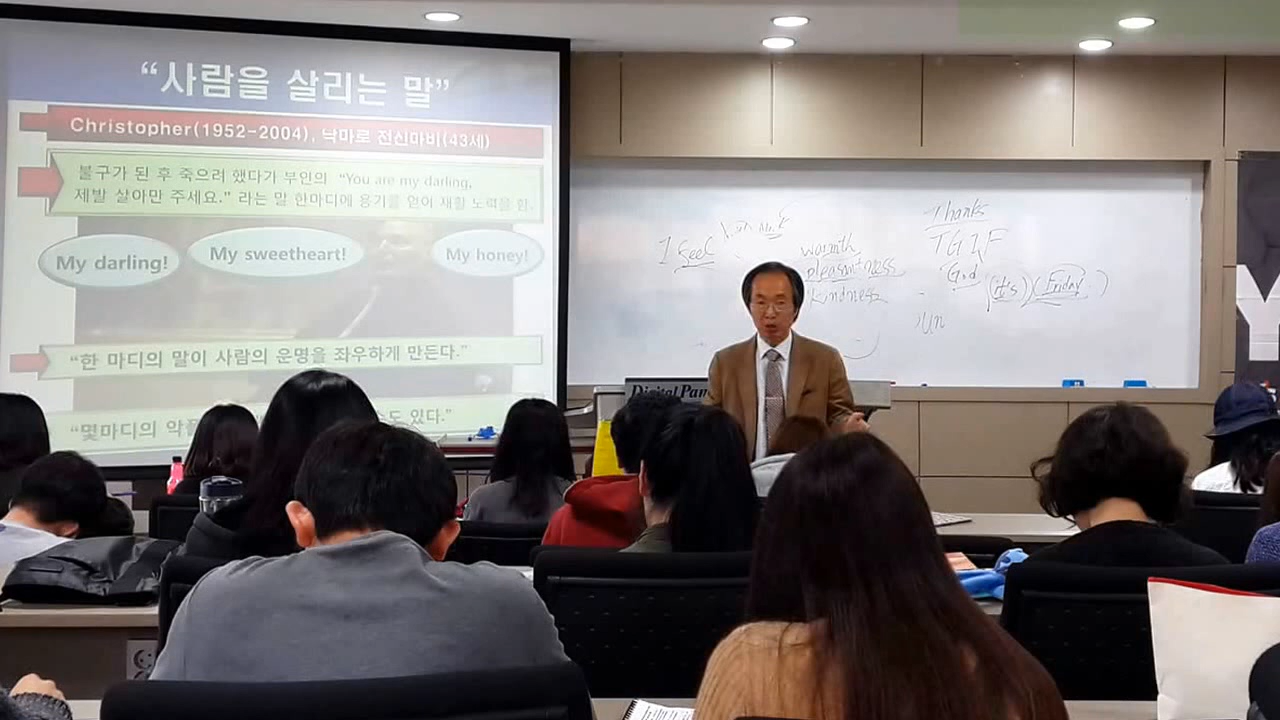 “사람을 살리는 말”
Christopher(1952-2004), 낙마로 전신마비(43세)
불구가 된 후 죽으려 했다가 부인의 “You are my darling,
제발 살아만 주세요.” 라는 말 한마디에 용기를 얻어 재활 노력을 함.
My darling!
My sweetheart!
My honey!
“한 마디의 말이 사람의 운명을 좌우하게 만든다.”
“몇마디의 악플 도 있다.”
I feel
warmth
pleasantness
kindness
Thanks
TGIF
God (it's) (Friday)
Digital Pan
Y